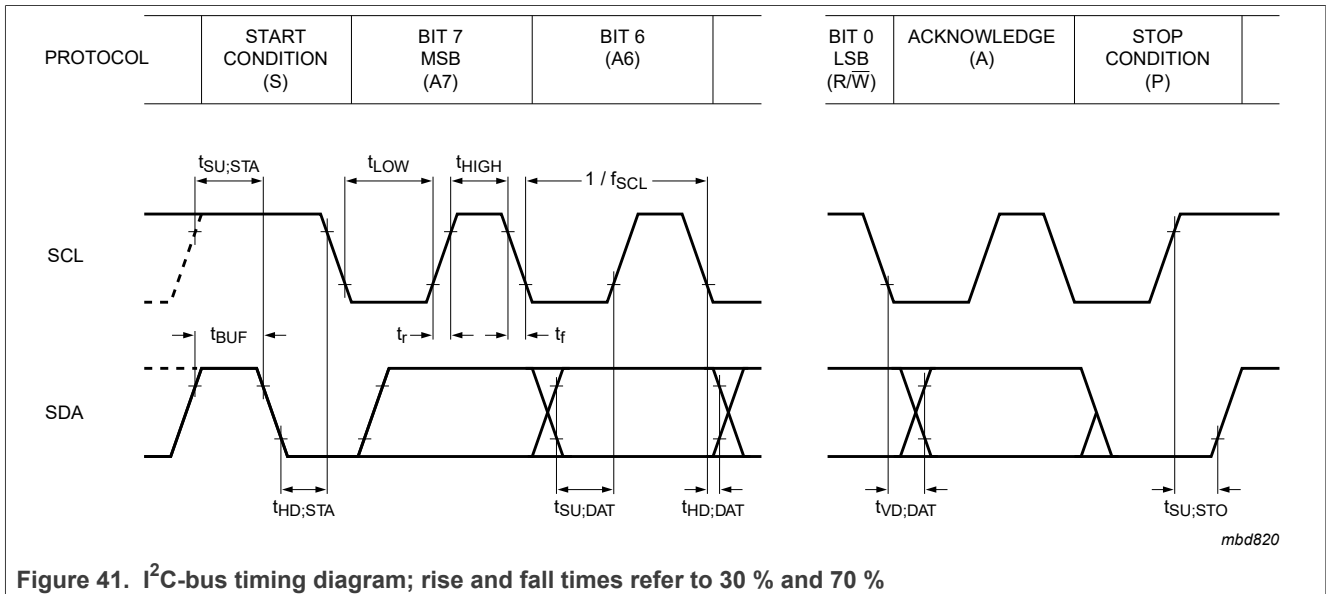 PROTOCOL
START
CONDITION
(S)
BIT 7
MSB
(A7)
BIT 6
(A6)
BIT 0
LSB
(R/W̅)
ACKNOWLEDGE
(A)
STOP
CONDITION
(P)
tSU;STA
tLOW
tHIGH
1 / fSCL
SCL
tBUF
tr
tf
SDA
tHD;STA
tSU;DAT
tHD;DAT
tVD;DAT
tSU;STO
mbd820
Figure 41. I²C-bus timing diagram; rise and fall times refer to 30 % and 70 %